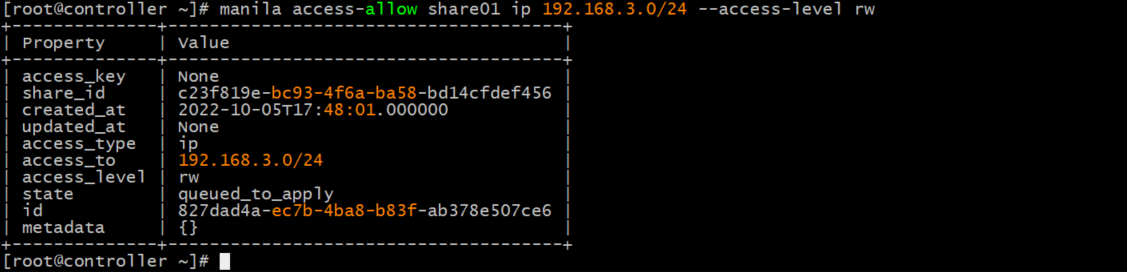 [root@controller ~]# manila access-allow share01 ip 192.168.3.0/24 --access-level rw
+--------------+--------------------------------------+
| Property     | Value                                |
+--------------+--------------------------------------+
| access_key   | None                                 |
| share_id     | c23f819e-bc93-4f6a-ba58-bd14cfdef456 |
| created_at   | 2022-10-05T17:48:01.000000           |
| updated_at   | None                                 |
| access_type  | ip                                   |
| access_to    | 192.168.3.0/24                       |
| access_level | rw                                   |
| state        | queued_to_apply                      |
| id           | 827dad4a-ec7b-4ba8-b83f-ab378e507ce6 |
| metadata     | {}                                   |
+--------------+--------------------------------------+
[root@controller ~]#